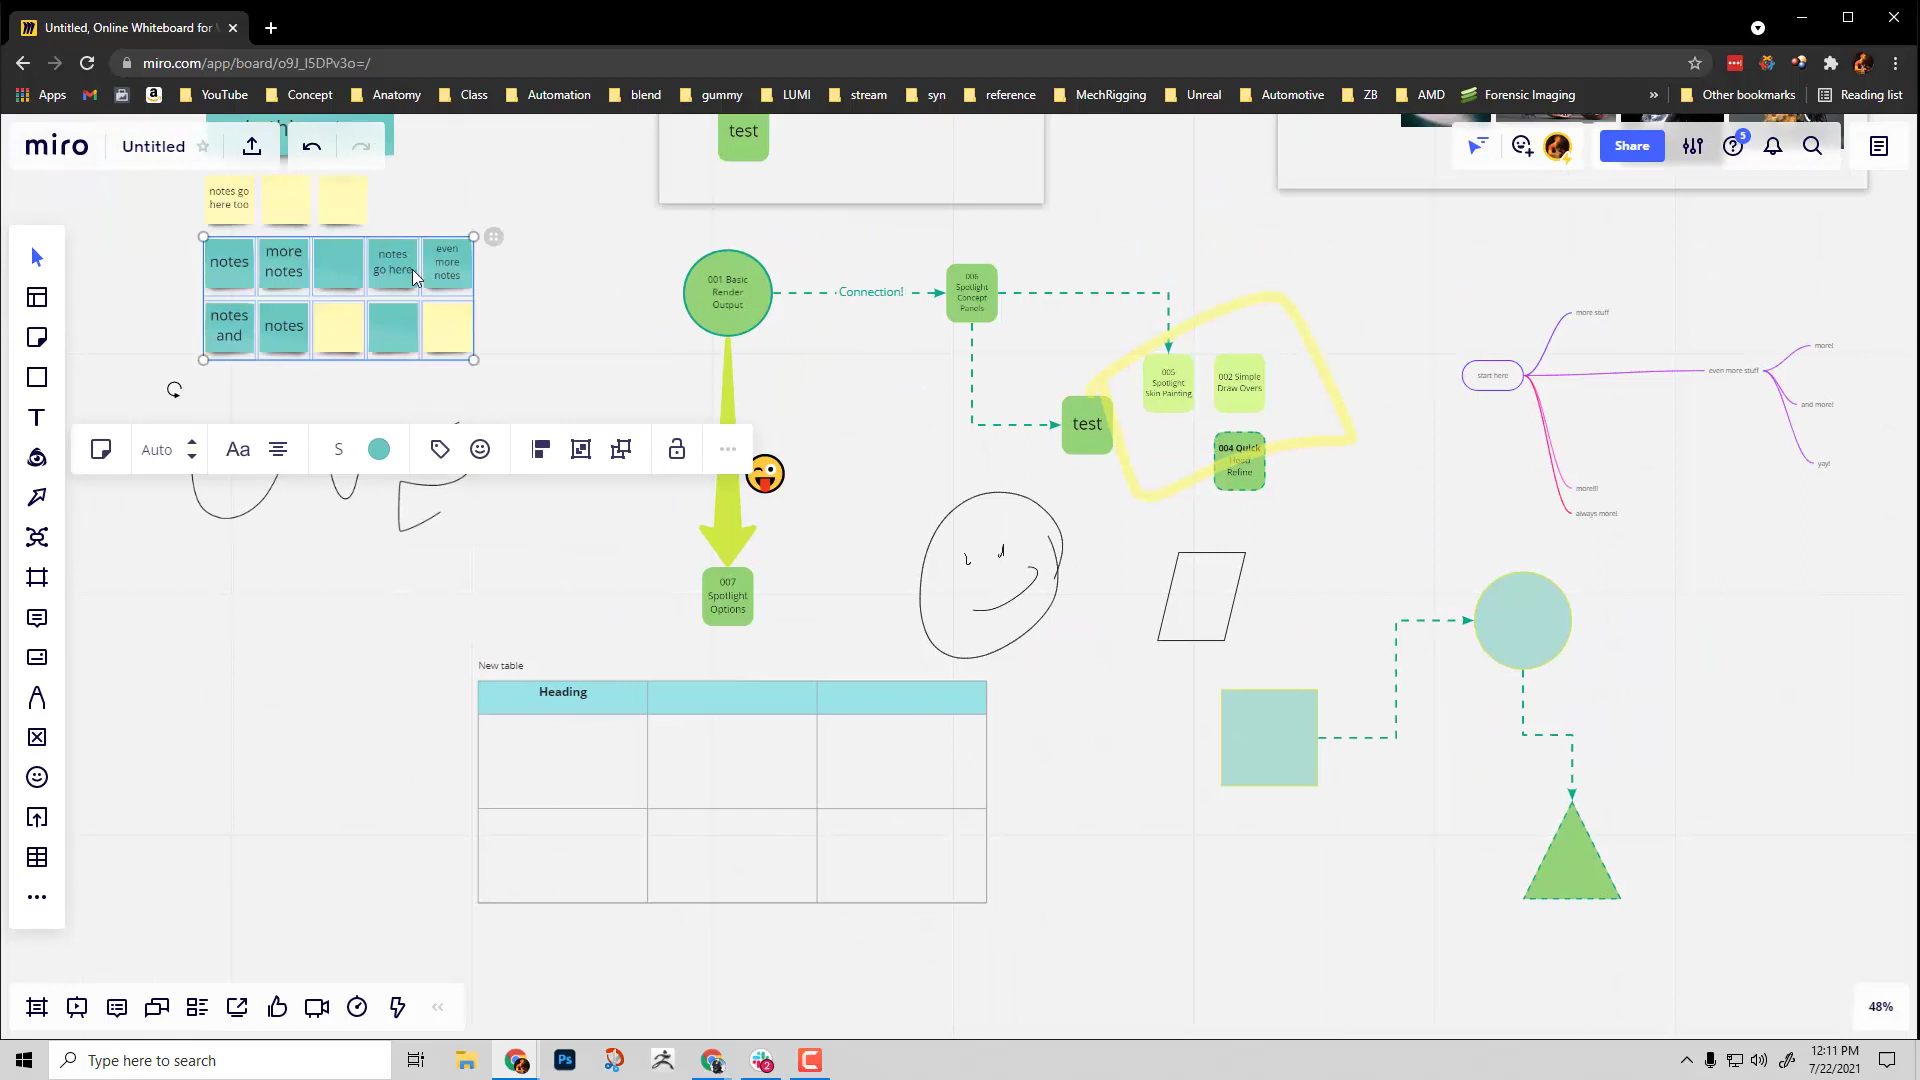 Untitled, Online Whiteboard for
miro.com/app/board/o9J_l5DPv3o=/
Apps
YouTube
Concept
Anatomy
Class
Automation
blend
gummy
LUMI
stream
syn
reference
MechRigging
Unreal
Automotive
ZB
AMD
Forensic Imaging
»
Other bookmarks
Reading list
miro
Untitled
test
Share
5
notes go
here too
notes
more
notes
notes
go here
even
more
notes
notes
and
notes
001 Basic
Render
Output
Connection!
006
Spotlight
Concept
Panels
005
Spotlight
Skin Painting
002 Simple
Draw Overs
test
004 Quick
Head
Refine
start here
more stuff
even more stuff
more!
and more!
yay!
more!!!
always more!
Auto
Aa
S
007
Spotlight
Options
New table
Heading
48%
Type here to search
Ps
2
12:11 PM
7/22/2021